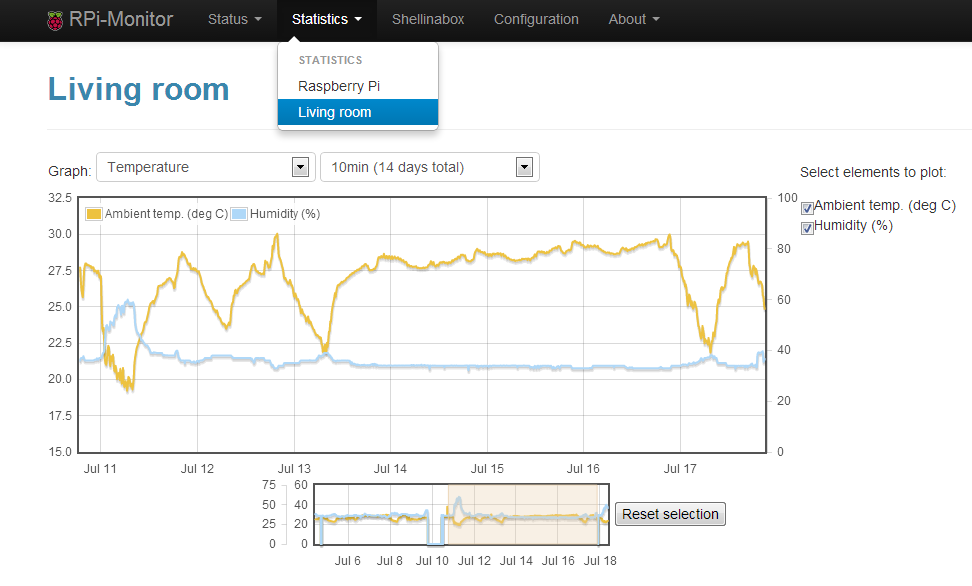 RPi-Monitor Status Statistics Shellinabox Configuration About
STATISTICS
Raspberry Pi
Living room
Living room
Graph: Temperature 10min (14 days total)
Select elements to plot:
Ambient temp. (deg C)
Humidity (%)
Ambient temp. (deg C) Humidity (%)
32.5
30.0
27.5
25.0
22.5
20.0
17.5
15.0
100
80
60
40
20
0
Jul 11 Jul 12 Jul 13 Jul 14 Jul 15 Jul 16 Jul 17
75 60
50 40
25 20
0 0
Jul 6 Jul 8 Jul 10 Jul 12 Jul 14 Jul 16 Jul 18
Reset selection